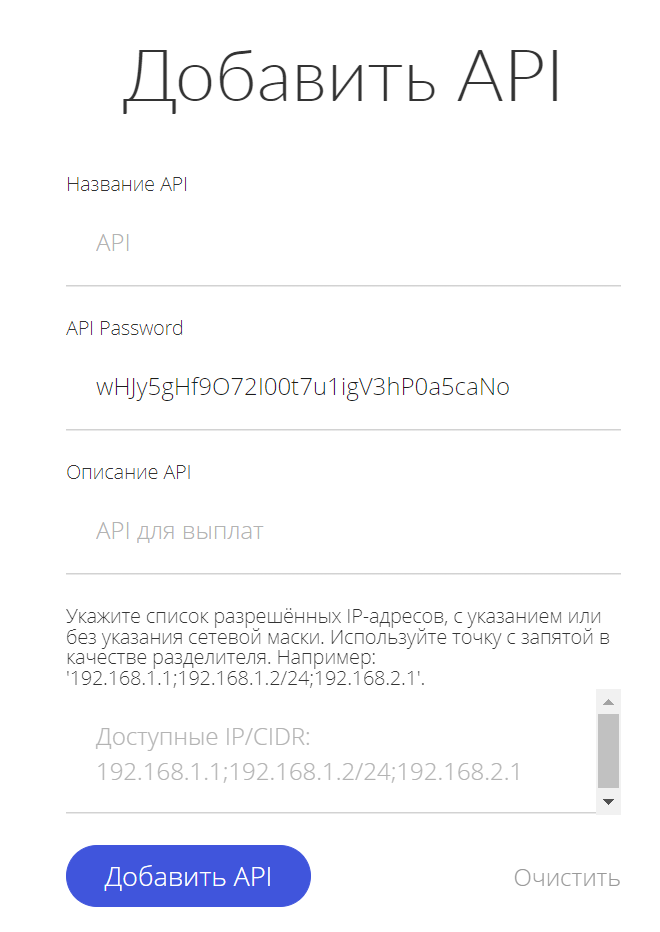 Добавить API
Название API
API
API Password
wHJy5gHf9O72I00t7u1igV3hP0a5caNo
Описание API
API для выплат
Укажите список разрешённых IP-адресов, с указанием или
без указания сетевой маски. Используйте точку с запятой в
качестве разделителя. Например:
'192.168.1.1;192.168.1.2/24;192.168.2.1'.
Доступные IP/CIDR:
192.168.1.1;192.168.1.2/24;192.168.2.1
Добавить API
Очистить